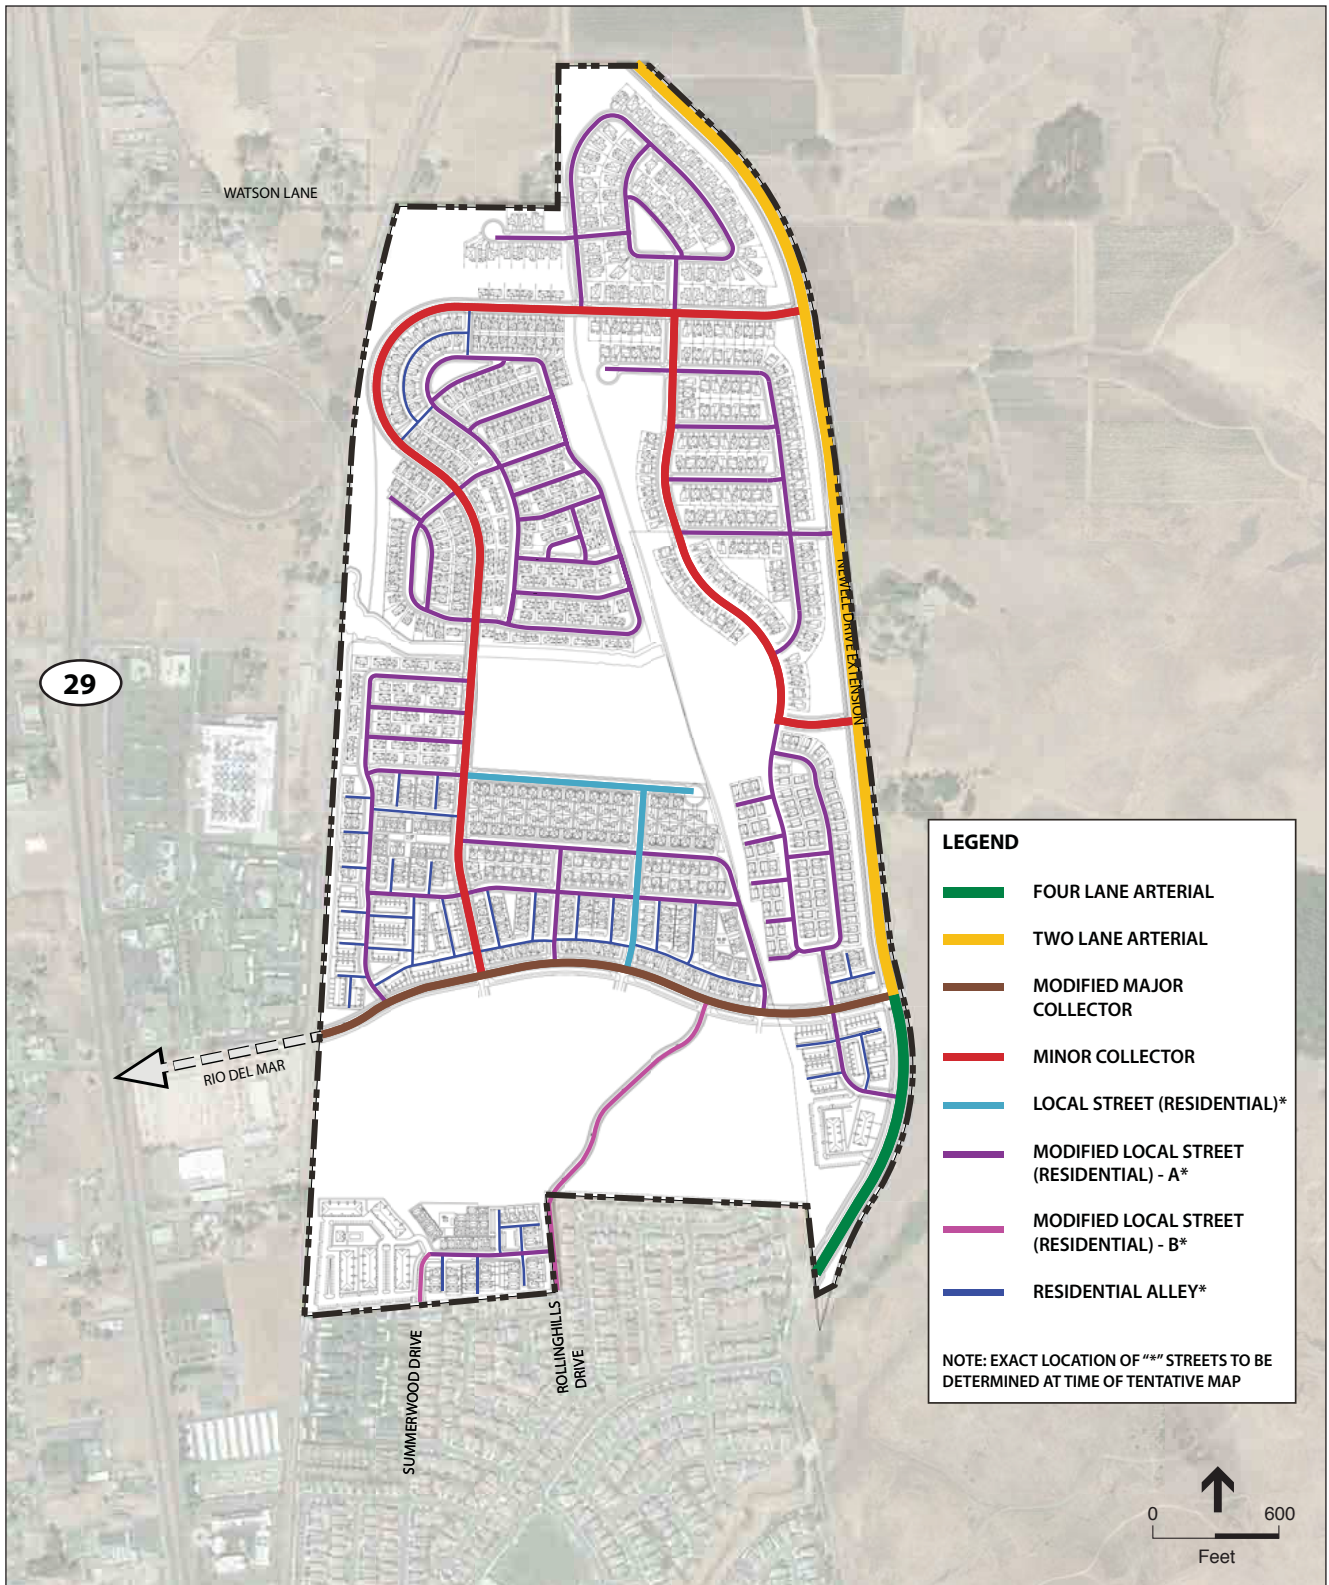 WATSON LANE
29
NEWELL DRIVE EXTENSION
RIO DEL MAR
SUMMERWOOD DRIVE
ROLLINGHILLS
DRIVE
LEGEND
FOUR LANE ARTERIAL
TWO LANE ARTERIAL
MODIFIED MAJOR
COLLECTOR
MINOR COLLECTOR
LOCAL STREET (RESIDENTIAL)*
MODIFIED LOCAL STREET
(RESIDENTIAL) - A*
MODIFIED LOCAL STREET
(RESIDENTIAL) - B*
RESIDENTIAL ALLEY*
NOTE: EXACT LOCATION OF “*” STREETS TO BE
DETERMINED AT TIME OF TENTATIVE MAP
0 600
Feet